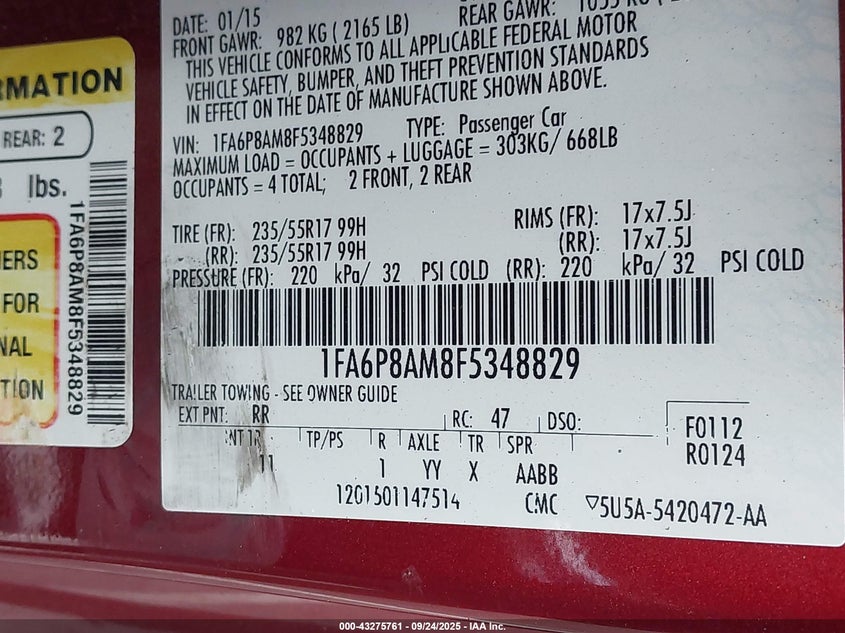 RMATION
REAR: 2
lbs.
1FA6P8AM8F5348829
ERS
FOR
NAL
TION
DATE: 01/15
FRONT GAWR: 982 KG ( 2165 LB)
REAR GAWR:
THIS VEHICLE CONFORMS TO ALL APPLICABLE FEDERAL MOTOR
VEHICLE SAFETY, BUMPER, AND THEFT PREVENTION STANDARDS
IN EFFECT ON THE DATE OF MANUFACTURE SHOWN ABOVE.
VIN: 1FA6P8AM8F5348829 TYPE: Passenger Car
MAXIMUM LOAD = OCCUPANTS + LUGGAGE = 303KG/ 668LB
OCCUPANTS = 4 TOTAL; 2 FRONT, 2 REAR
TIRE (FR): 235/55R17 99H RIMS (FR): 17x7.5J
(RR): 235/55R17 99H (RR): 17x7.5J
PRESSURE (FR): 220 kPa/ 32 PSI COLD (RR): 220 kPa/ 32 PSI COLD
1FA6P8AM8F5348829
TRAILER TOWING - SEE OWNER GUIDE
EXT PNT: RR RC: 47 DSO: F0112
R0124
INT TR TP/PS R AXLE TR SPR
11 1 YY X AABB
1201501147514 CMC ▽5U5A-5420472-AA
000-43275761 - 09/24/2025 - IAA Inc.